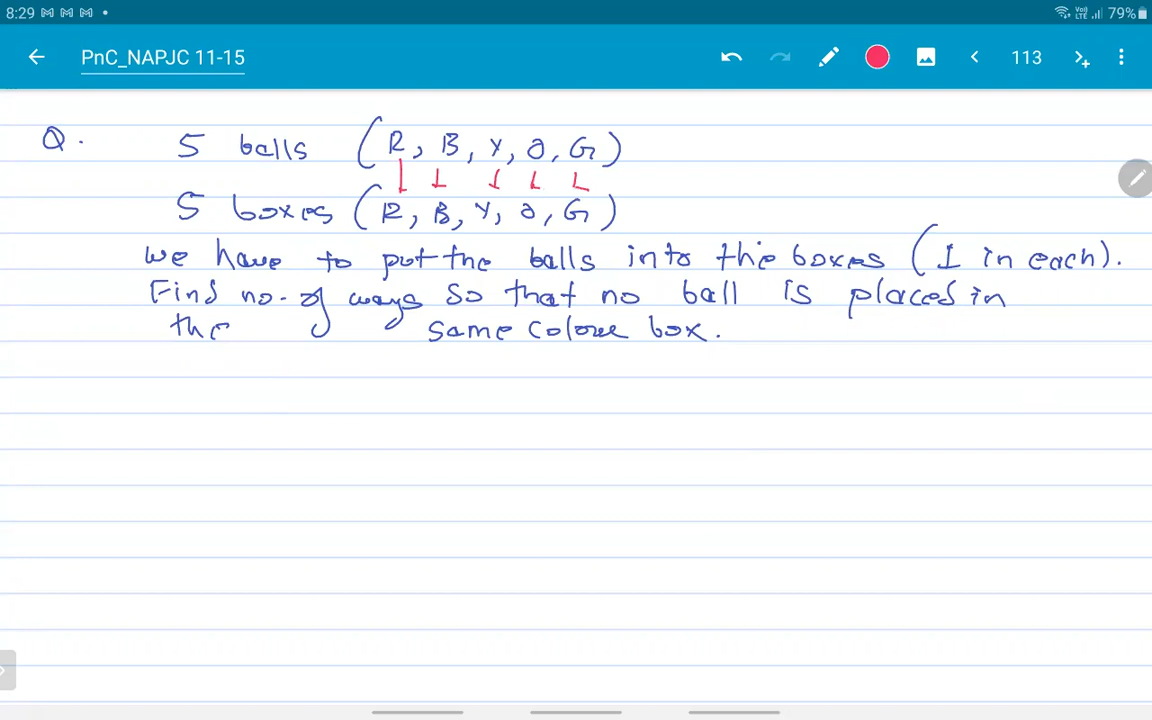 8:29 79%
PnC_NAPJC 11-15 113
Q. 5 balls (R, B, Y, O, G)
5 boxes (R, B, Y, O, G)
we have to put the balls into the boxes (1 in each).
Find no. of ways so that no ball is placed in
the same colour box.